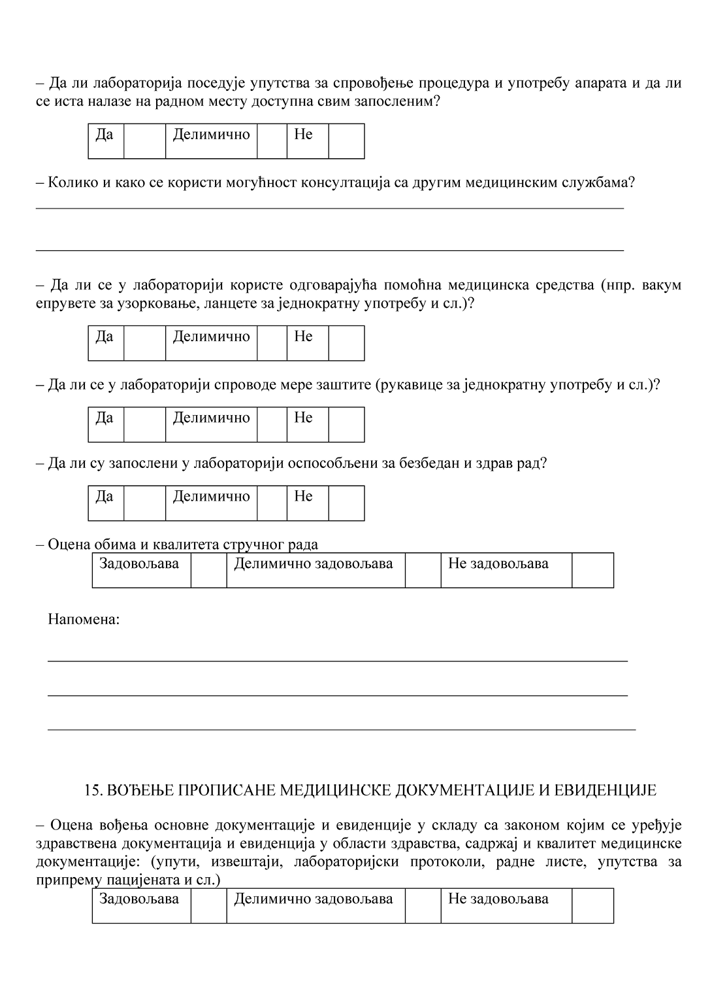 – Да ли лабораторија поседује упутства за спровођење процедура и употребу апарата и да ли
се иста налазе на радном месту доступна свим запосленим?
Да Делимично Не
– Колико и како се користи могућност консултација са другим медицинским службама?
– Да ли се у лабораторији користе одговарајућа помоћна медицинска средства (нпр. вакум
епрувете за узорковање, ланцете за једнократну употребу и сл.)?
Да Делимично Не
– Да ли се у лабораторији спроводе мере заштите (рукавице за једнократну употребу и сл.)?
Да Делимично Не
– Да ли су запослени у лабораторији оспособљени за безбедан и здрав рад?
Да Делимично Не
– Оцена обима и квалитета стручног рада
Задовољава Делимично задовољава Не задовољава
Напомена:
15. ВОЂЕЊЕ ПРОПИСАНЕ МЕДИЦИНСКЕ ДОКУМЕНТАЦИЈЕ И ЕВИДЕНЦИЈЕ
– Оцена вођења основне документације и евиденције у складу са законом којим се уређује
здравствена документација и евиденција у области здравства, садржај и квалитет медицинске
документације: (упути, извештаји, лабораторијски протоколи, радне листе, упутства за
припрему пацијената и сл.)
Задовољава Делимично задовољава Не задовољава